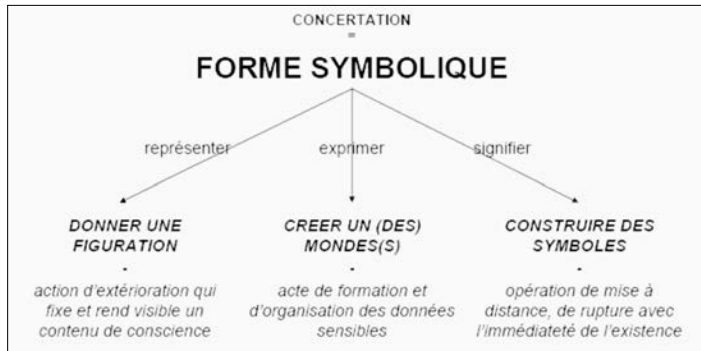 CONCERTATION
=
FORME SYMBOLIQUE
représenter
exprimer
signifier
DONNER UNE
FIGURATION
-
action d'extérioration qui
fixe et rend visible un
contenu de conscience
CREER UN (DES)
MONDES(S)
-
acte de formation et
d'organisation des données
sensibles
CONSTRUIRE DES
SYMBOLES
-
opération de mise à
distance, de rupture avec
l'immédiateté de l'existence